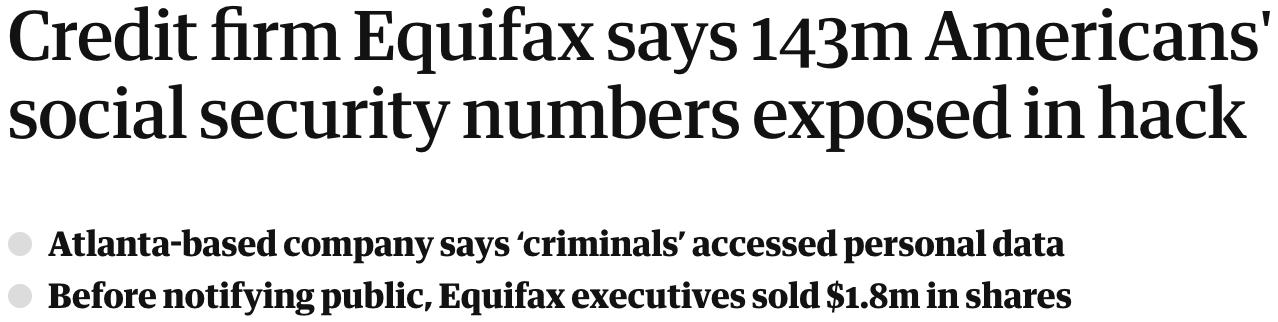 Credit firm Equifax says 143m Americans'
social security numbers exposed in hack
Atlanta-based company says ‘criminals’ accessed personal data
Before notifying public, Equifax executives sold $1.8m in shares